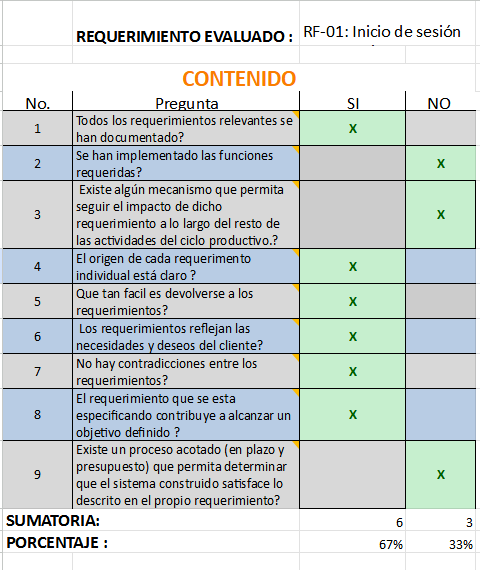 REQUERIMIENTO EVALUADO : RF-01: Inicio de sesión
CONTENIDO
No. Pregunta SI NO
1 Todos los requerimientos relevantes se X
han documentado?
2 Se han implementado las funciones X
requeridas?
3 Existe algún mecanismo que permita X
seguir el impacto de dicho
requerimiento a lo largo del resto de
las actividades del ciclo productivo.?
4 El origen de cada requerimento X
individual está claro ?
5 Que tan facil es devolverse a los X
requerimientos?
6 Los requerimientos reflejan las X
necesidades y deseos del cliente?
7 No hay contradicciones entre los X
requerimientos?
8 El requerimiento que se esta X
especificando contribuye a alcanzar un
objetivo definido ?
9 Existe un proceso acotado (en plazo y X
presupuesto) que permita determinar
que el sistema construido satisface lo
descrito en el propio requerimiento?
SUMATORIA: 6 3
PORCENTAJE : 67% 33%